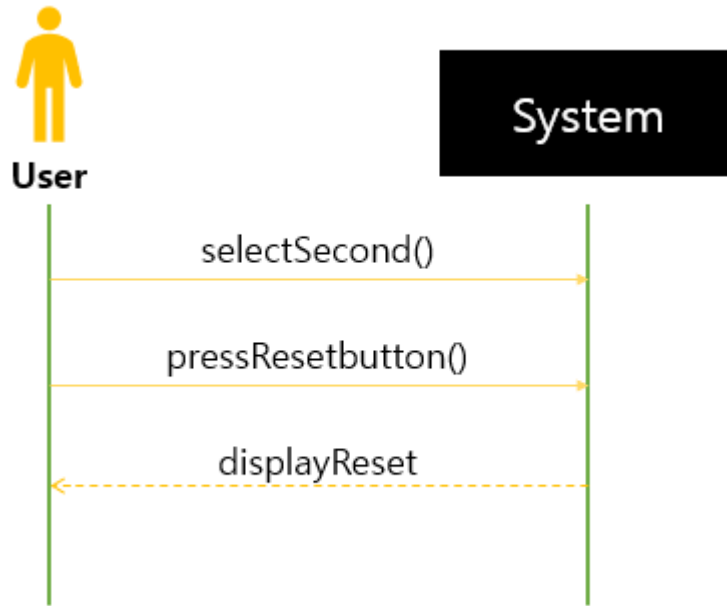 System
User
selectSecond()
pressResetbutton()
displayReset